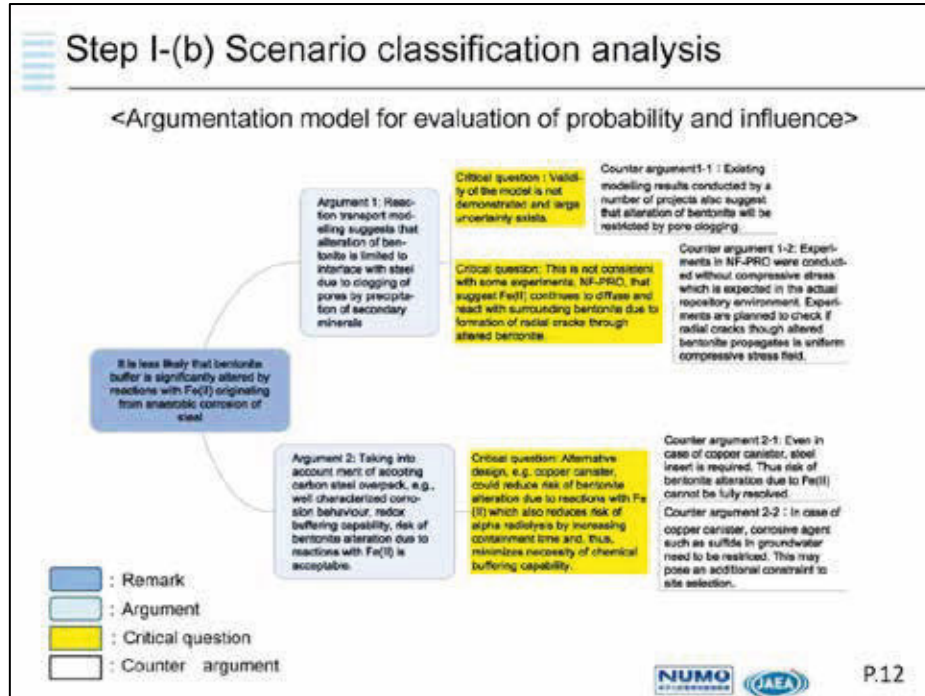 Step I-(b) Scenario classification analysis
<Argumentation model for evaluation of probability and influence>
It is less likely that bentonite
buffer is significantly altered by
reactions with Fe(II) originating
from anaerobic corrosion of
steel
Argument 1: Reac-
tion transport mod-
elling suggests that
alteration of ben-
tonite is limited to
interface with steel
due to clogging of
pores by precipita-
tion of secondary
minerals
Critical question : Valid-
ity of the model is not
demonstrated and large
uncertainly exists.
Counter argument1-1 : Existing
modelling results conducted by a
number of projects also suggest
that alteration of bentonite will be
restricted by pore clogging.
Critical question: This is not consistent
with some experiments, NF-PRO, that
suggest Fe(II) continues to diffuse and
react with surrounding bentonite due to
formation of radial cracks through
altered bentonite.
Counter argument 1-2: Experi-
ments in NF-PRO were conduct-
ed without compressive stress
which is expected in the actual
repository environment. Experi-
ments are planned to check if
radial cracks though altered
bentonite propagates is uniform
compressive stress field.
Argument 2: Taking into
account merit of adopting
carbon steel overpack, e.g.,
well characterized corro-
sion behaviour, redox
buffering capability, risk of
bentonite alteration due to
reactions with Fe(II) is
acceptable.
Critical question: Alternative
design, e.g. copper canister,
could reduce risk of bentonite
alteration due to reactions with Fe
(II) which also reduces risk of
alpha radiolysis by increasing
containment time and, thus,
minimizes necessity of chemical
buffering capability.
Counter argument 2-1: Even in
case of copper canister, steel
insert is required. Thus risk of
bentonite alteration due to Fe(II)
cannot be fully resolved.
Counter argument 2-2 : In case of
copper canister, corrosive agent
such as sulfide in groundwater
need to be restriced. This may
pose an additional constraint to
site selection.
: Remark
: Argument
: Critical question
: Counter argument
NUMO
JAEA
P.12